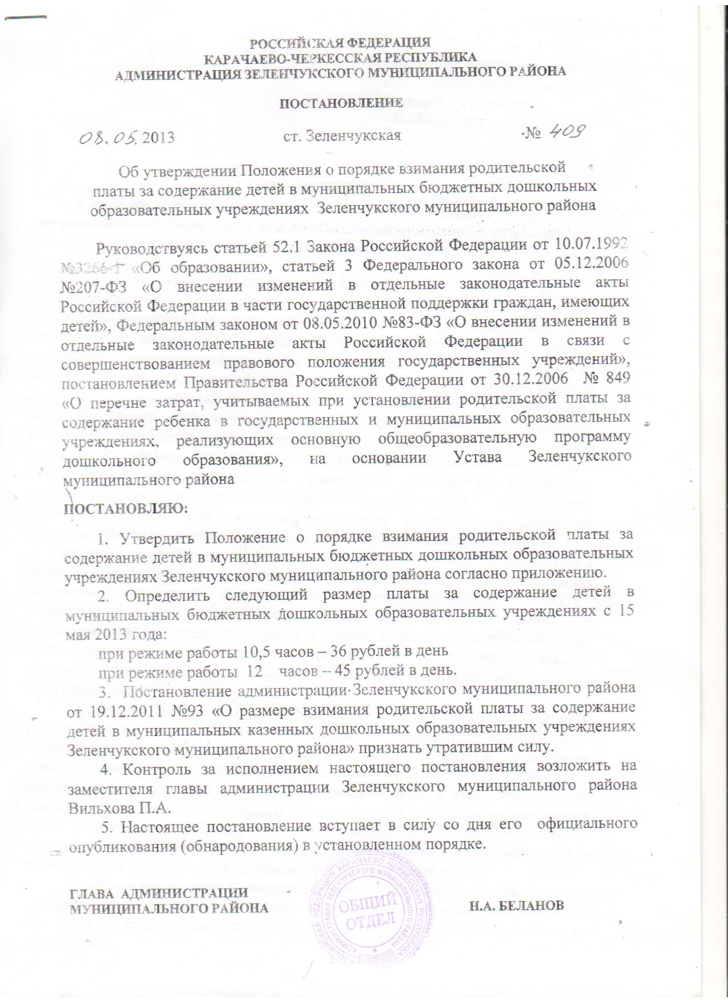 РОССИЙСКАЯ ФЕДЕРАЦИЯ
КАРАЧАЕВО-ЧЕРКЕССКАЯ РЕСПУБЛИКА
АДМИНИСТРАЦИЯ ЗЕЛЕНЧУКСКОГО МУНИЦИПАЛЬНОГО РАЙОНА
ПОСТАНОВЛЕНИЕ
08.05.2013 ст. Зеленчукская № 409
Об утверждении Положения о порядке взимания родительской
платы за содержание детей в муниципальных бюджетных дошкольных
образовательных учреждениях Зеленчукского муниципального района
Руководствуясь статьей 52.1 Закона Российской Федерации от 10.07.1992
№3266-1 «Об образовании», статьей 3 Федерального закона от 05.12.2006
№207-ФЗ «О внесении изменений в отдельные законодательные акты
Российской Федерации в части государственной поддержки граждан, имеющих
детей», Федеральным законом от 08.05.2010 №83-ФЗ «О внесении изменений в
отдельные законодательные акты Российской Федерации в связи с
совершенствованием правового положения государственных учреждений»,
постановлением Правительства Российской Федерации от 30.12.2006 № 849
«О перечне затрат, учитываемых при установлении родительской платы за
содержание ребенка в государственных и муниципальных образовательных
учреждениях, реализующих основную общеобразовательную программу
дошкольного образования», на основании Устава Зеленчукского
муниципального района
ПОСТАНОВЛЯЮ:
1. Утвердить Положение о порядке взимания родительской платы за
содержание детей в муниципальных бюджетных дошкольных образовательных
учреждениях Зеленчукского муниципального района согласно приложению.
2. Определить следующий размер платы за содержание детей в
муниципальных бюджетных дошкольных образовательных учреждениях с 15
мая 2013 года:
при режиме работы 10,5 часов – 36 рублей в день
при режиме работы 12 часов – 45 рублей в день.
3. Постановление администрации Зеленчукского муниципального района
от 19.12.2011 №93 «О размере взимания родительской платы за содержание
детей в муниципальных казенных дошкольных образовательных учреждениях
Зеленчукского муниципального района» признать утратившим силу.
4. Контроль за исполнением настоящего постановления возложить на
заместителя главы администрации Зеленчукского муниципального района
Вильхова П.А.
5. Настоящее постановление вступает в силу со дня его официального
опубликования (обнародования) в установленном порядке.
ГЛАВА АДМИНИСТРАЦИИ
МУНИЦИПАЛЬНОГО РАЙОНА Н.А. БЕЛАНОВ
РОССИЙСКАЯ ФЕДЕРАЦИЯ КАРАЧАЕВО-ЧЕРКЕССКАЯ РЕСПУБЛИКА
АДМИНИСТРАЦИЯ ЗЕЛЕНЧУКСКОГО МУНИЦИПАЛЬНОГО РАЙОНА
ОБЩИЙ
ОТДЕЛ